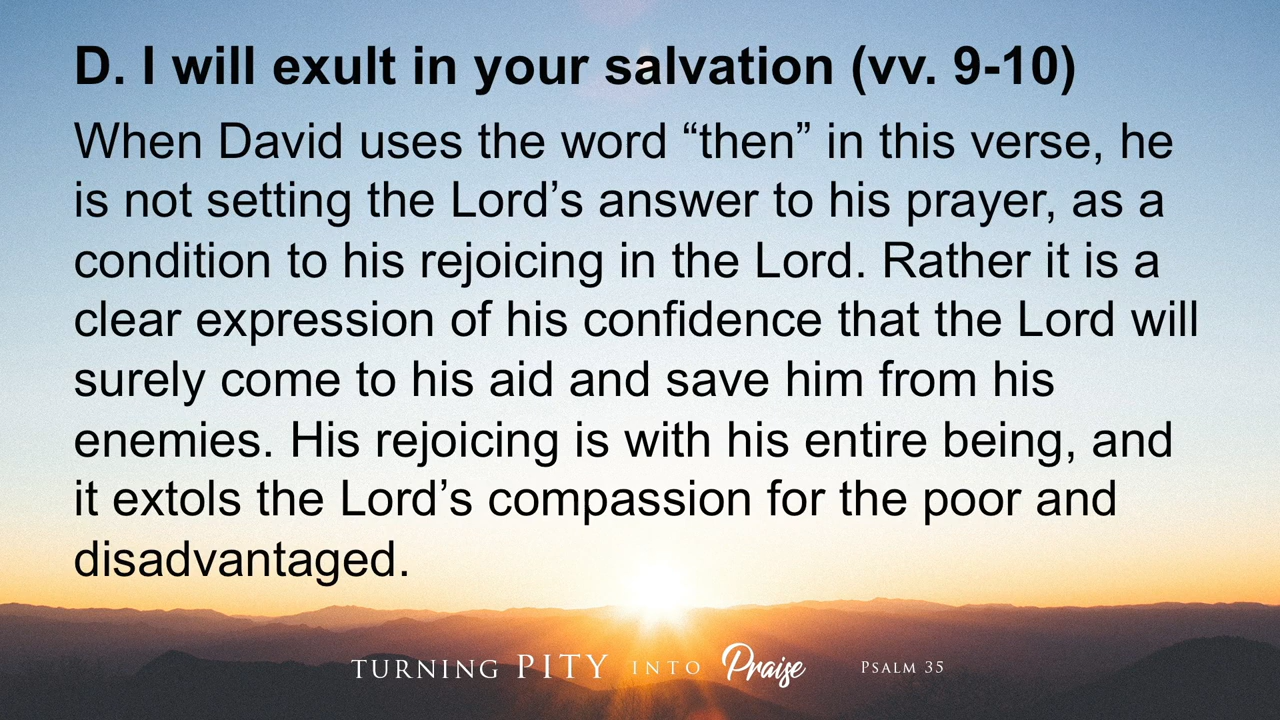 D. I will exult in your salvation (vv. 9-10)
When David uses the word “then” in this verse, he
is not setting the Lord’s answer to his prayer, as a
condition to his rejoicing in the Lord. Rather it is a
clear expression of his confidence that the Lord will
surely come to his aid and save him from his
enemies. His rejoicing is with his entire being, and
it extols the Lord’s compassion for the poor and
disadvantaged.
TURNING PITY INTO Praise PSALM 35